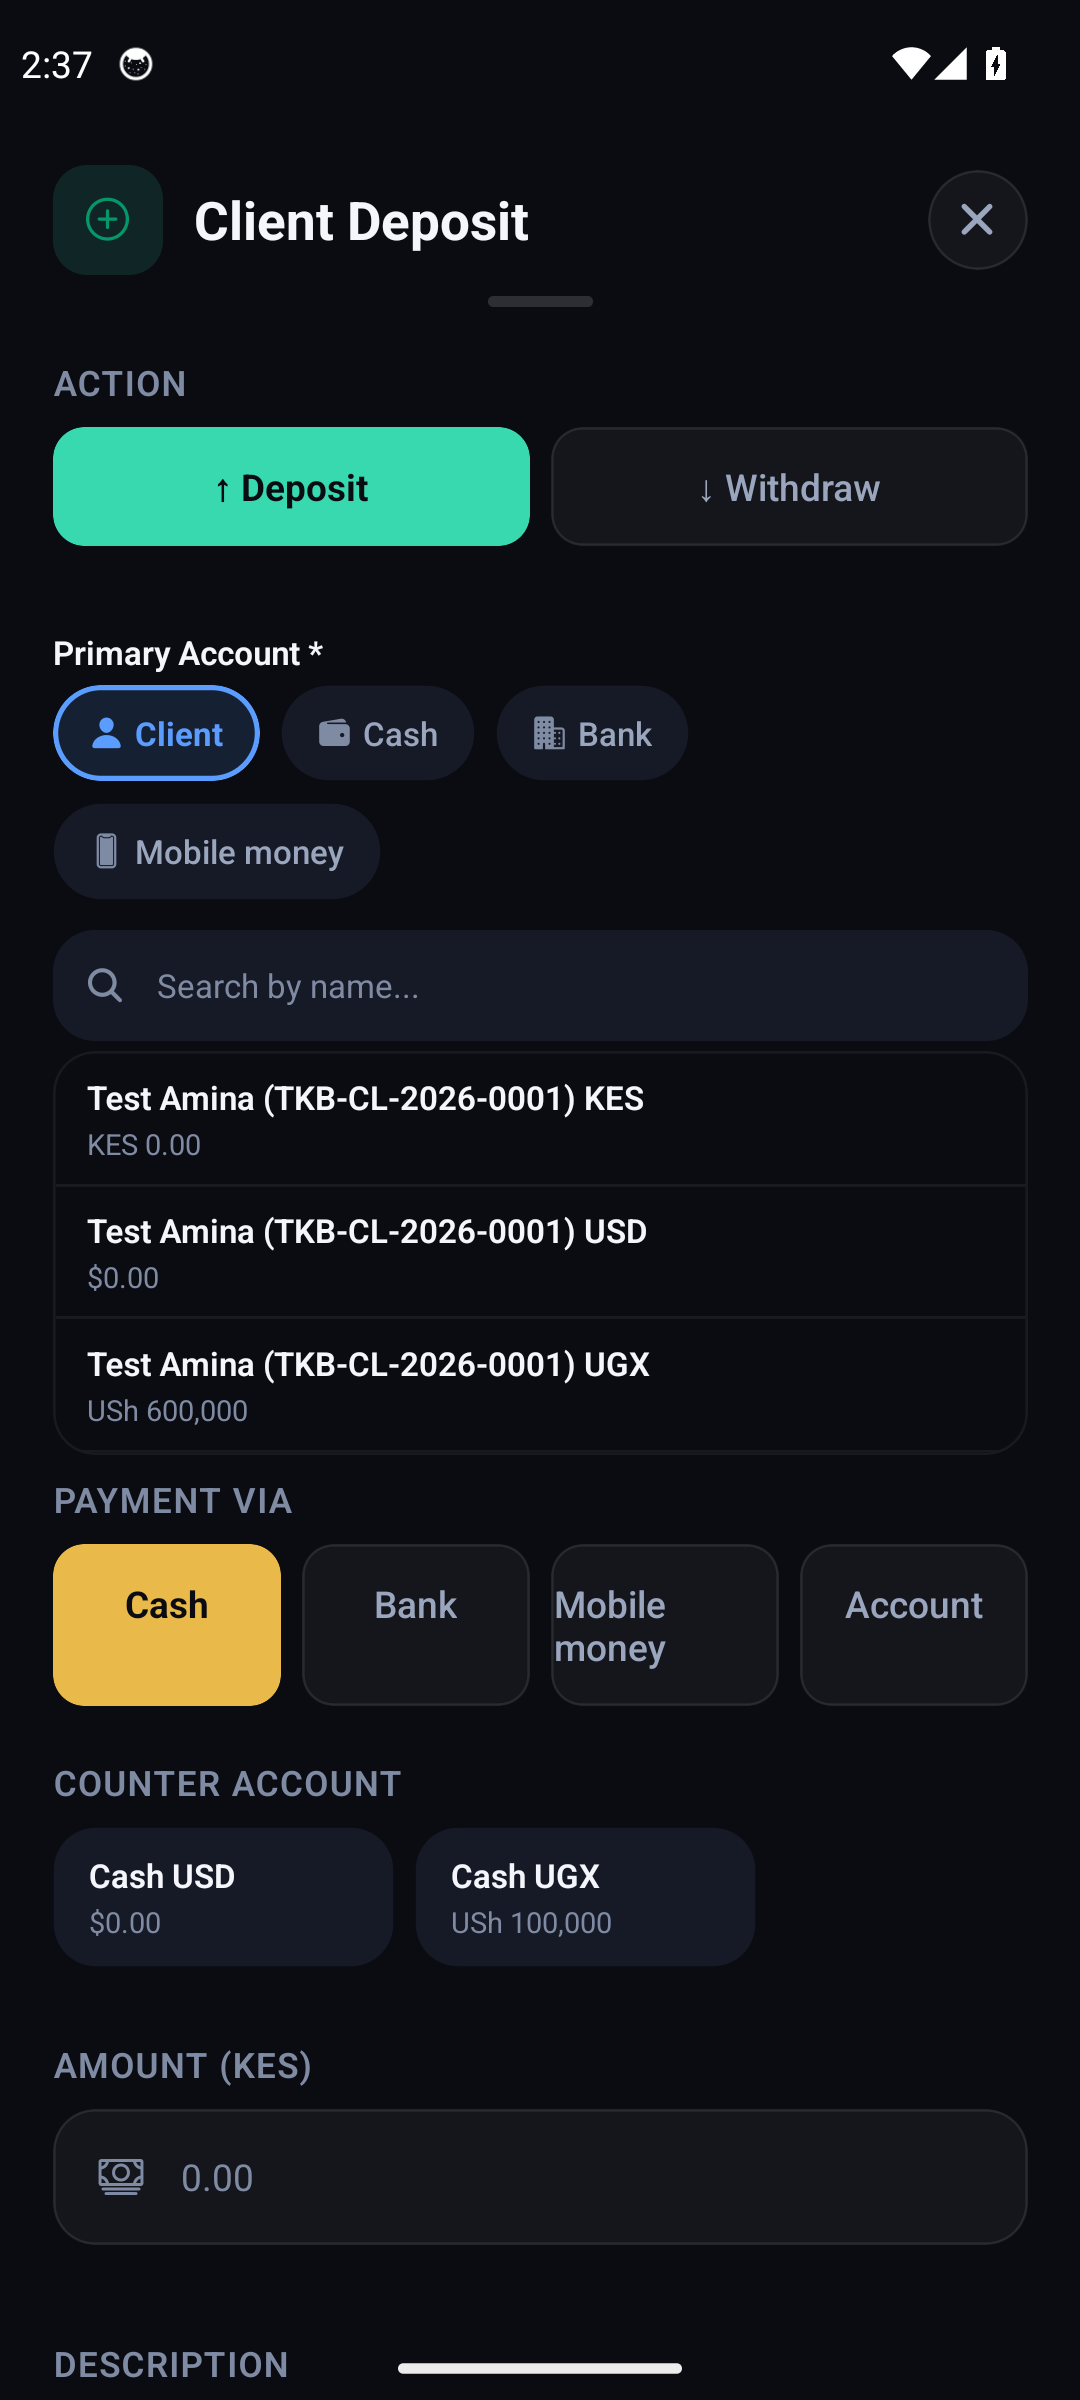 2:37
Client Deposit
ACTION
↑ Deposit
↓ Withdraw
Primary Account *
Client
Cash
Bank
Mobile money
Search by name...
Test Amina (TKB-CL-2026-0001) KES
KES 0.00
Test Amina (TKB-CL-2026-0001) USD
$0.00
Test Amina (TKB-CL-2026-0001) UGX
USh 600,000
PAYMENT VIA
Cash
Bank
Mobile
money
Account
COUNTER ACCOUNT
Cash USD
$0.00
Cash UGX
USh 100,000
AMOUNT (KES)
0.00
DESCRIPTION